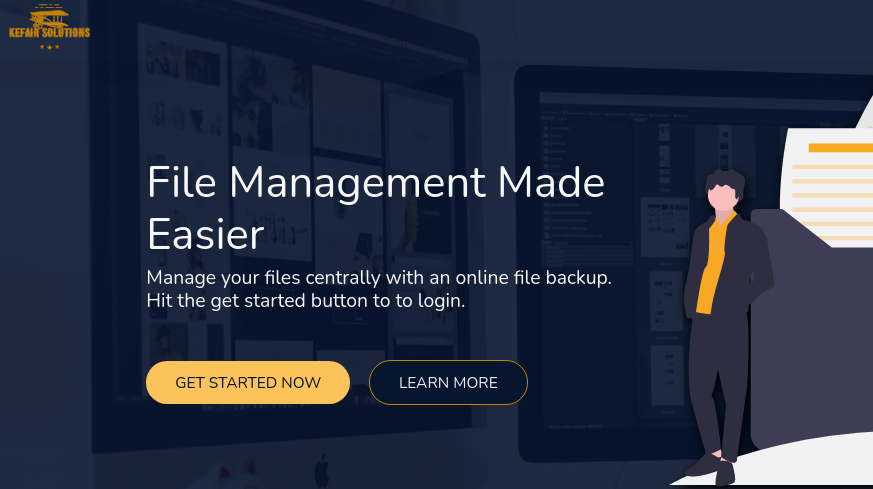 KEFAIR SOLUTIONS
File Management Made
Easier
Manage your files centrally with an online file backup.
Hit the get started button to to login.
GET STARTED NOW
LEARN MORE